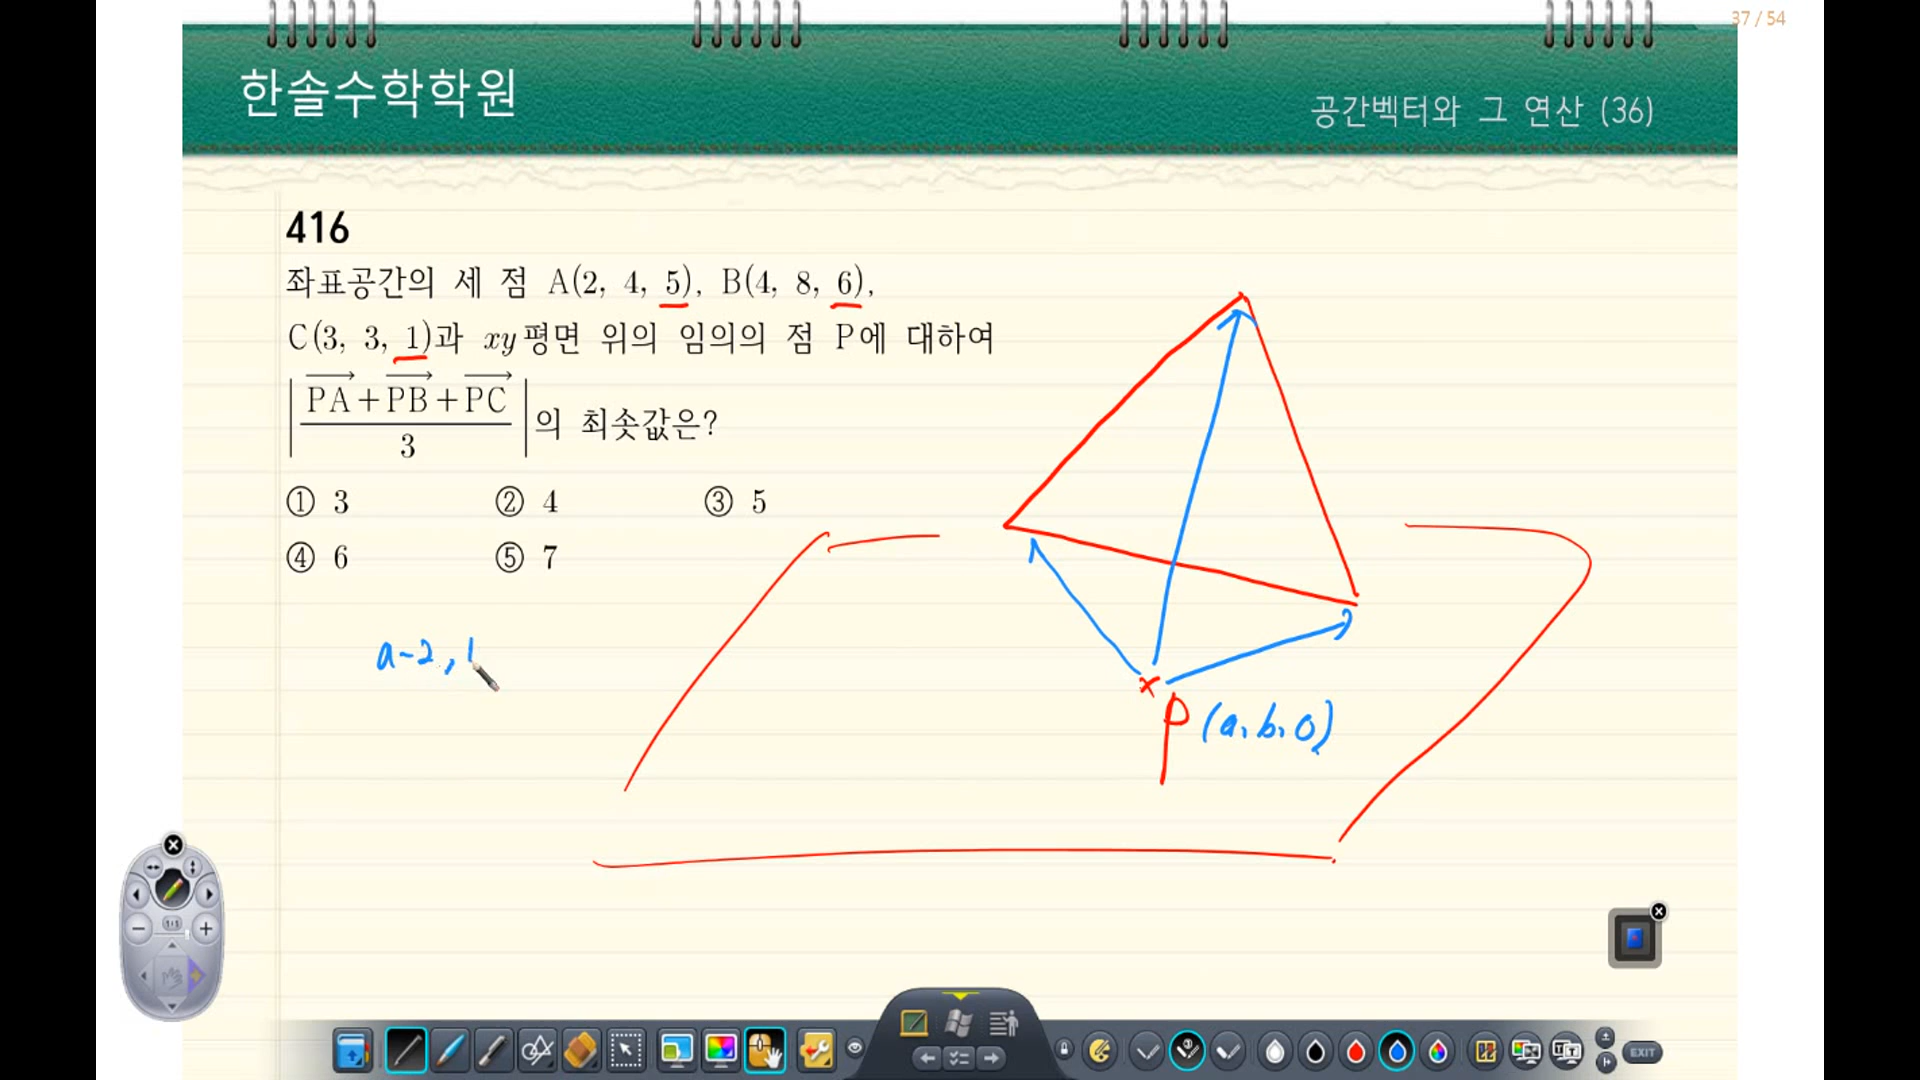 37 / 54
한솔수학학원
공간벡터와 그 연산 (36)
416
좌표공간의 세 점 A(2, 4, 5), B(4, 8, 6),
C(3, 3, 1)과 xy평면 위의 임의의 점 P에 대하여
|(PA+PB+PC)/3|의 최솟값은?
① 3 ② 4 ③ 5
④ 6 ⑤ 7
a-2, 1
P (a, b, 0)
EXIT